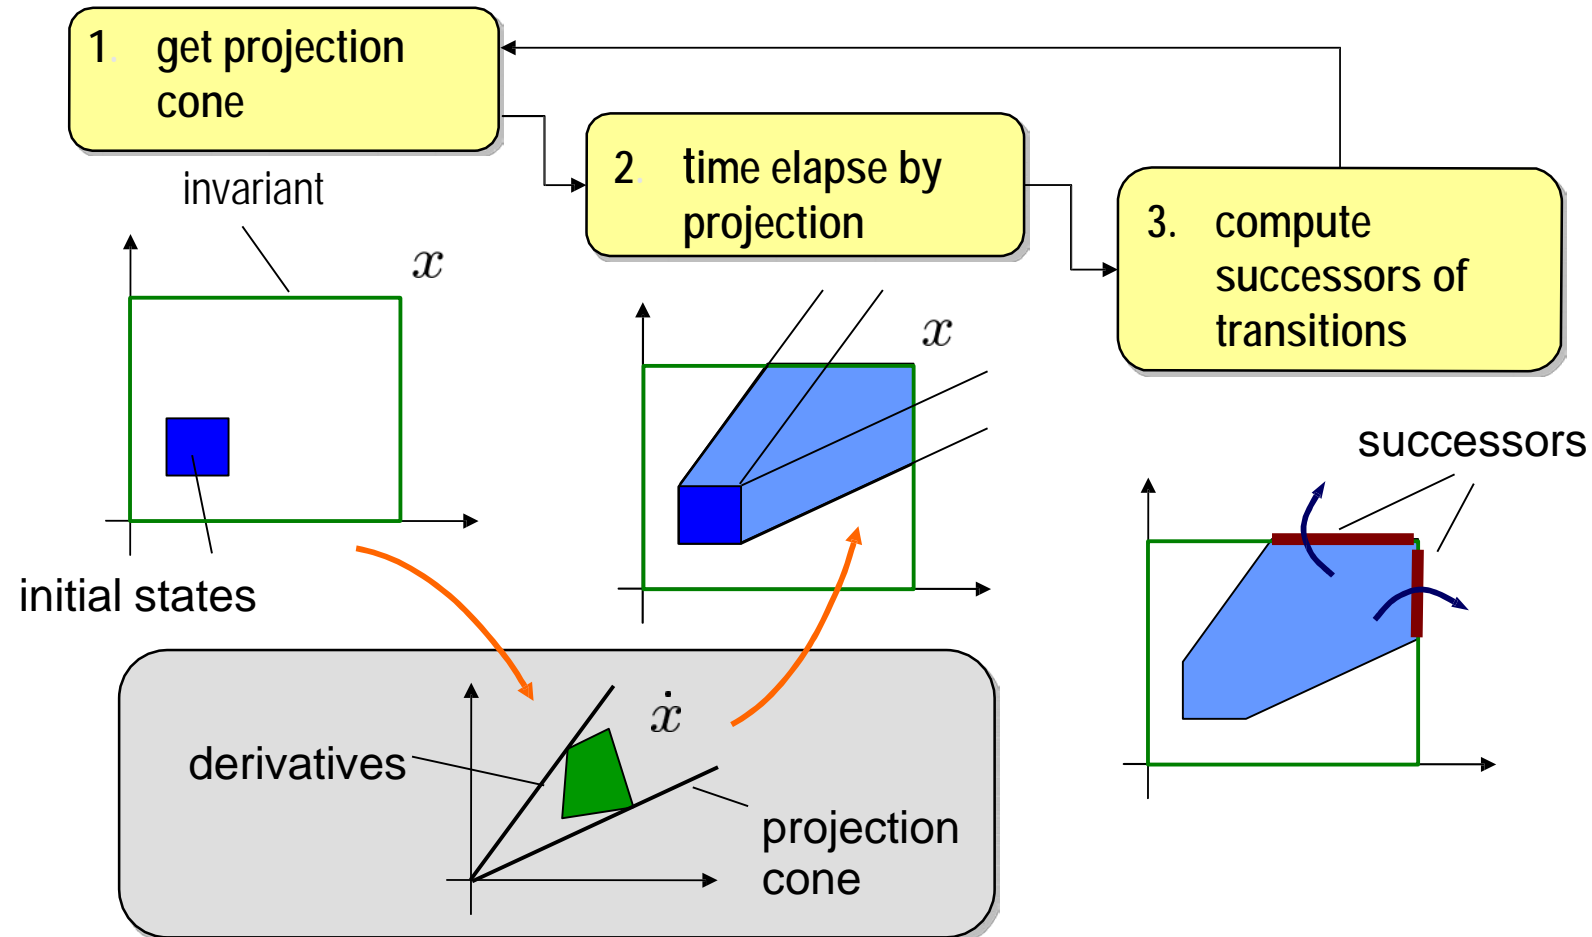 1. get projection
cone
2. time elapse by
projection
3. compute
successors of
transitions
invariant
x
initial states
x
successors
derivatives
ẋ
projection
cone